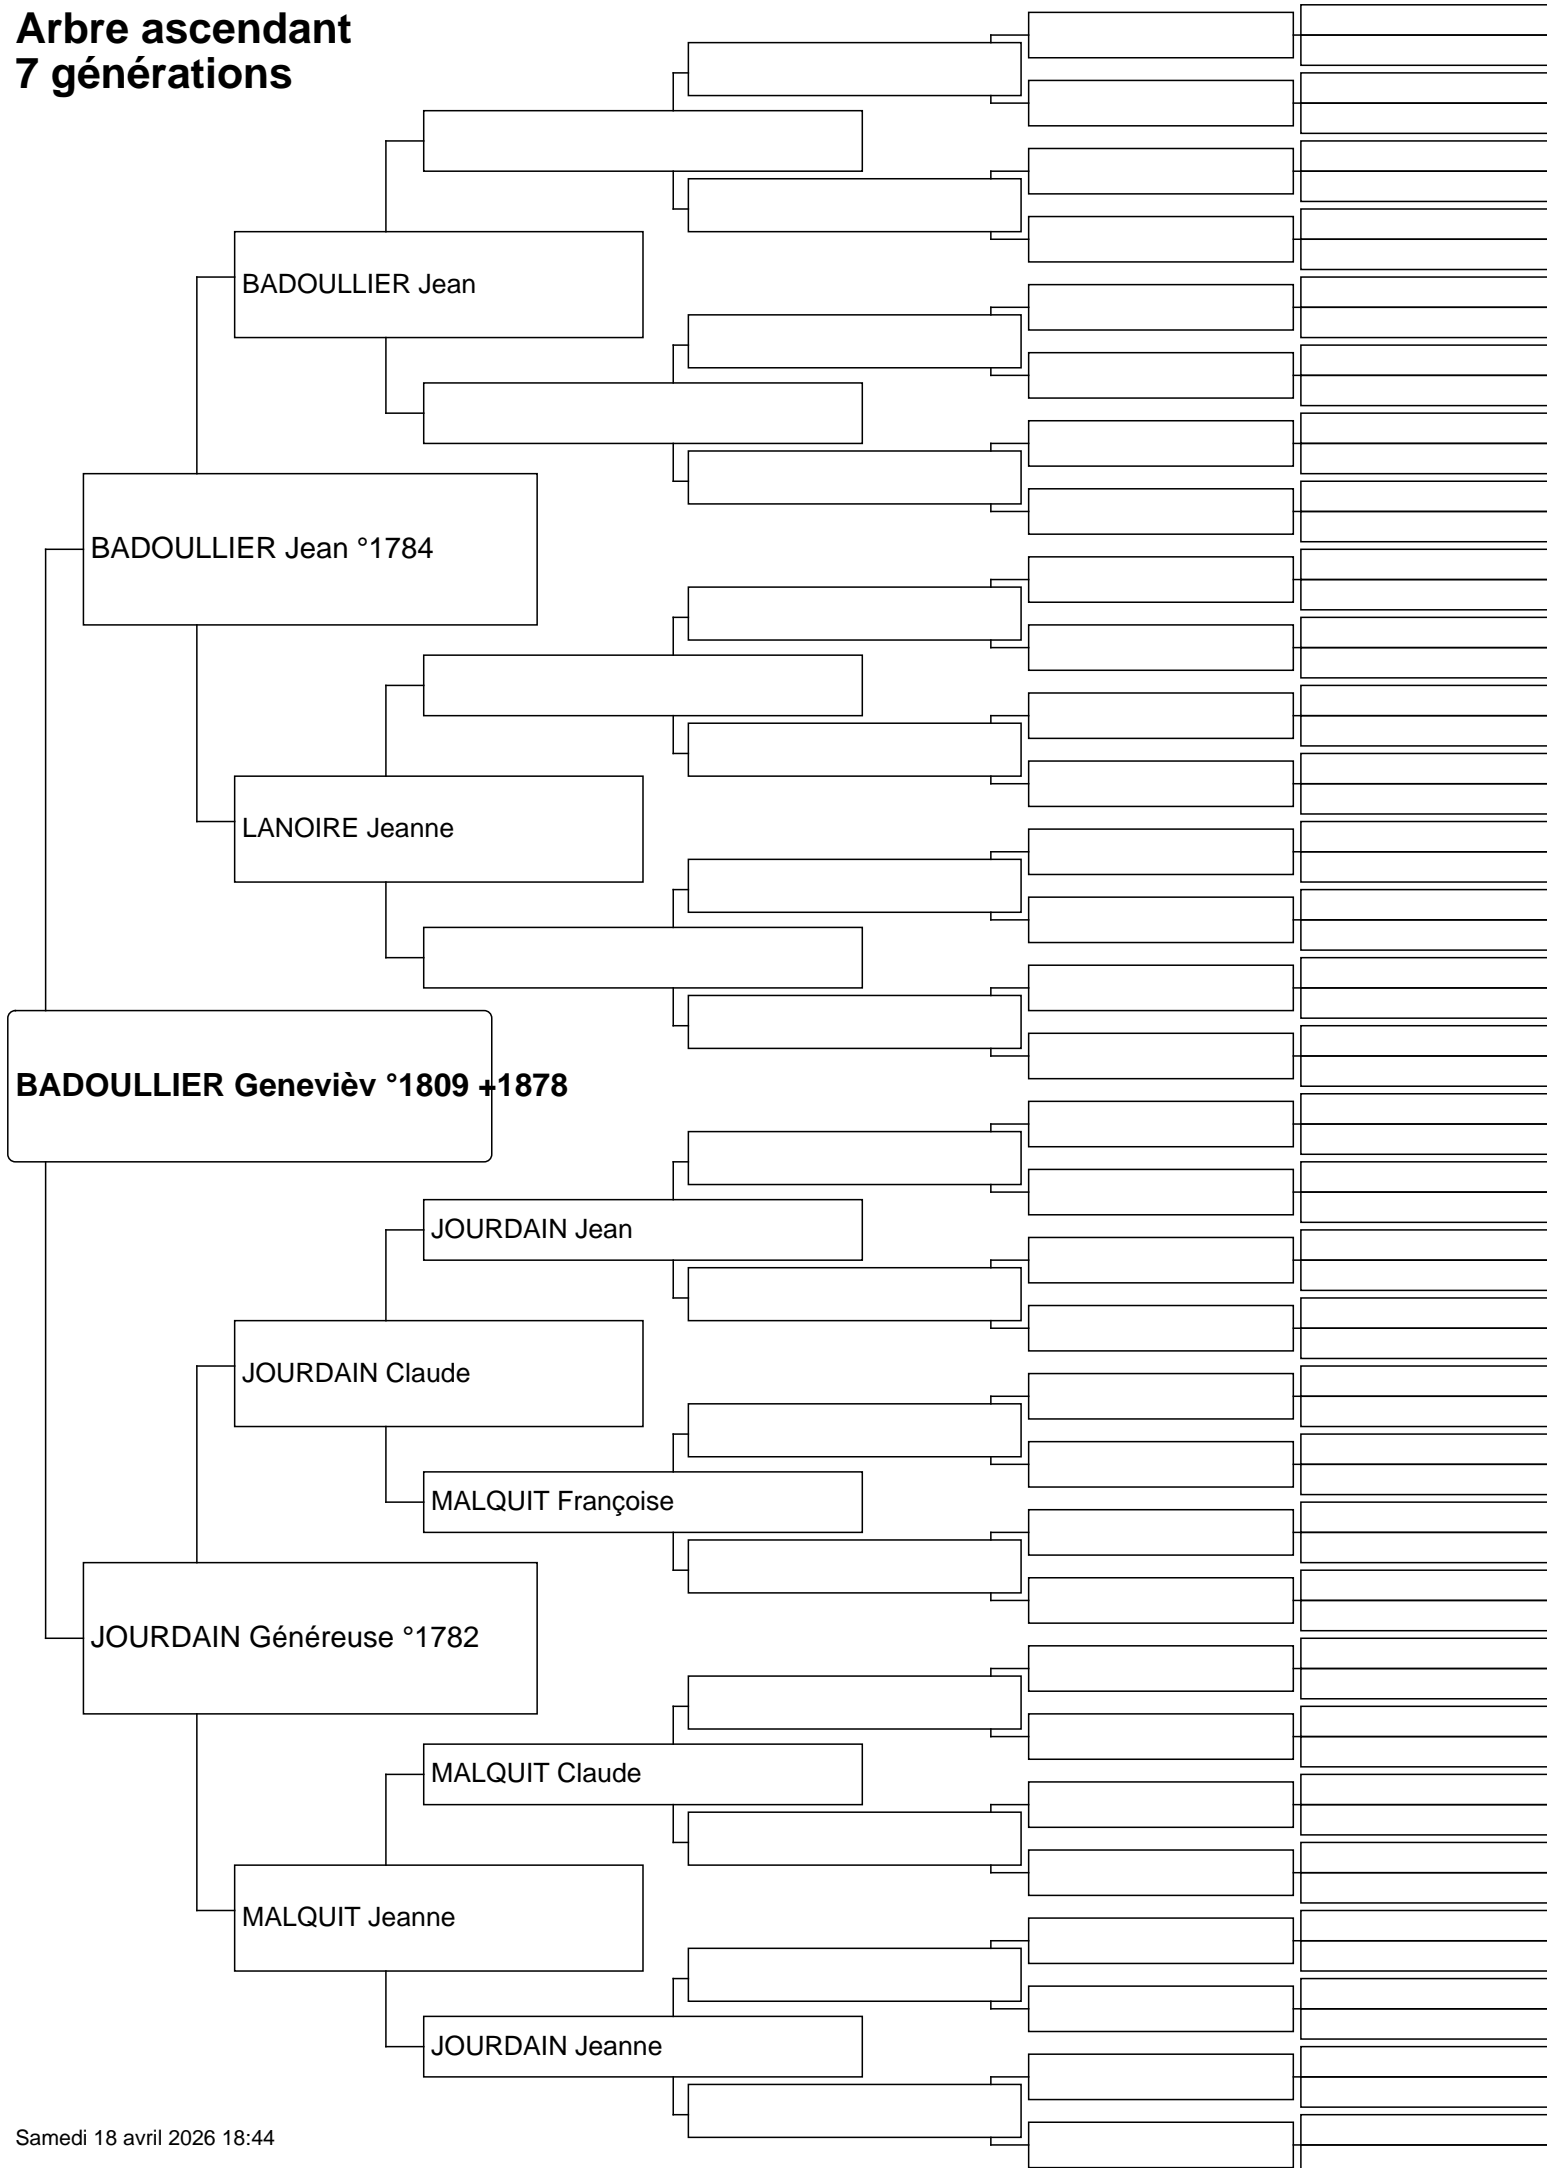 Arbre ascendant
7 générations
BADOULLIER Jean
BADOULLIER Jean °1784
LANOIRE Jeanne
BADOULLIER Genevièv °1809 +1878
JOURDAIN Jean
JOURDAIN Claude
MALQUIT Françoise
JOURDAIN Généreuse °1782
MALQUIT Claude
MALQUIT Jeanne
JOURDAIN Jeanne
Samedi 18 avril 2026 18:44